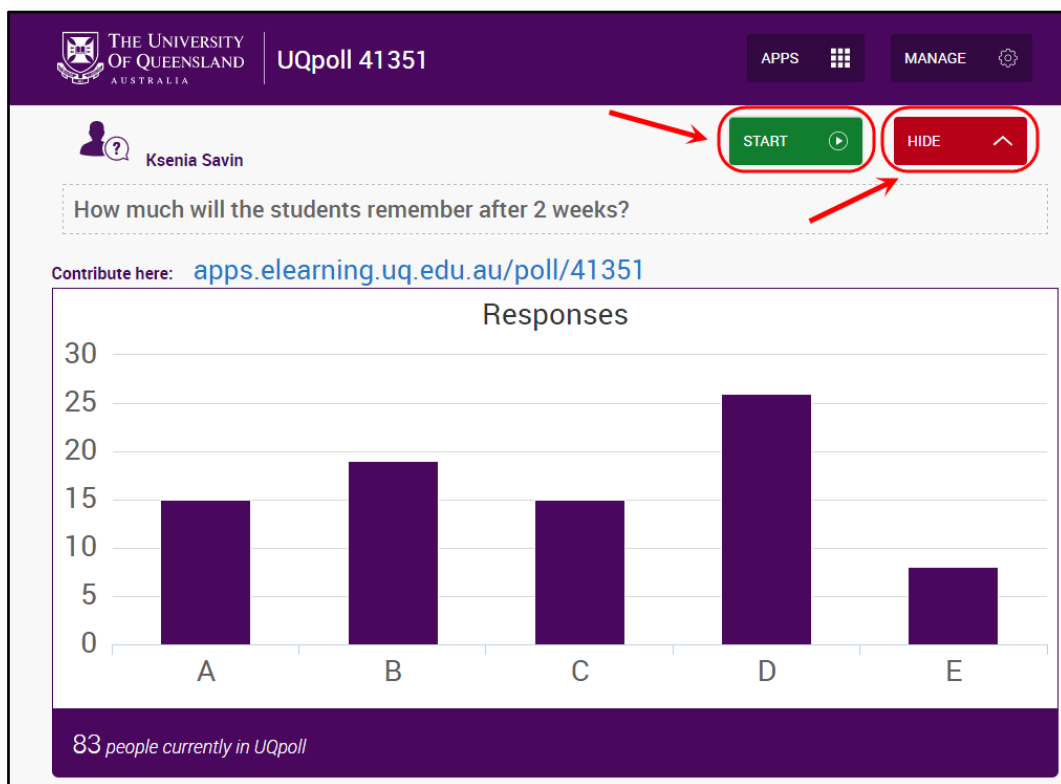 THE UNIVERSITY
OF QUEENSLAND
AUSTRALIA
UQpoll 41351
APPS
MANAGE
?
Ksenia Savin
START
HIDE
How much will the students remember after 2 weeks?
Contribute here: apps.elearning.uq.edu.au/poll/41351
Responses
30
25
20
15
10
5
0
A B C D E
83 people currently in UQpoll